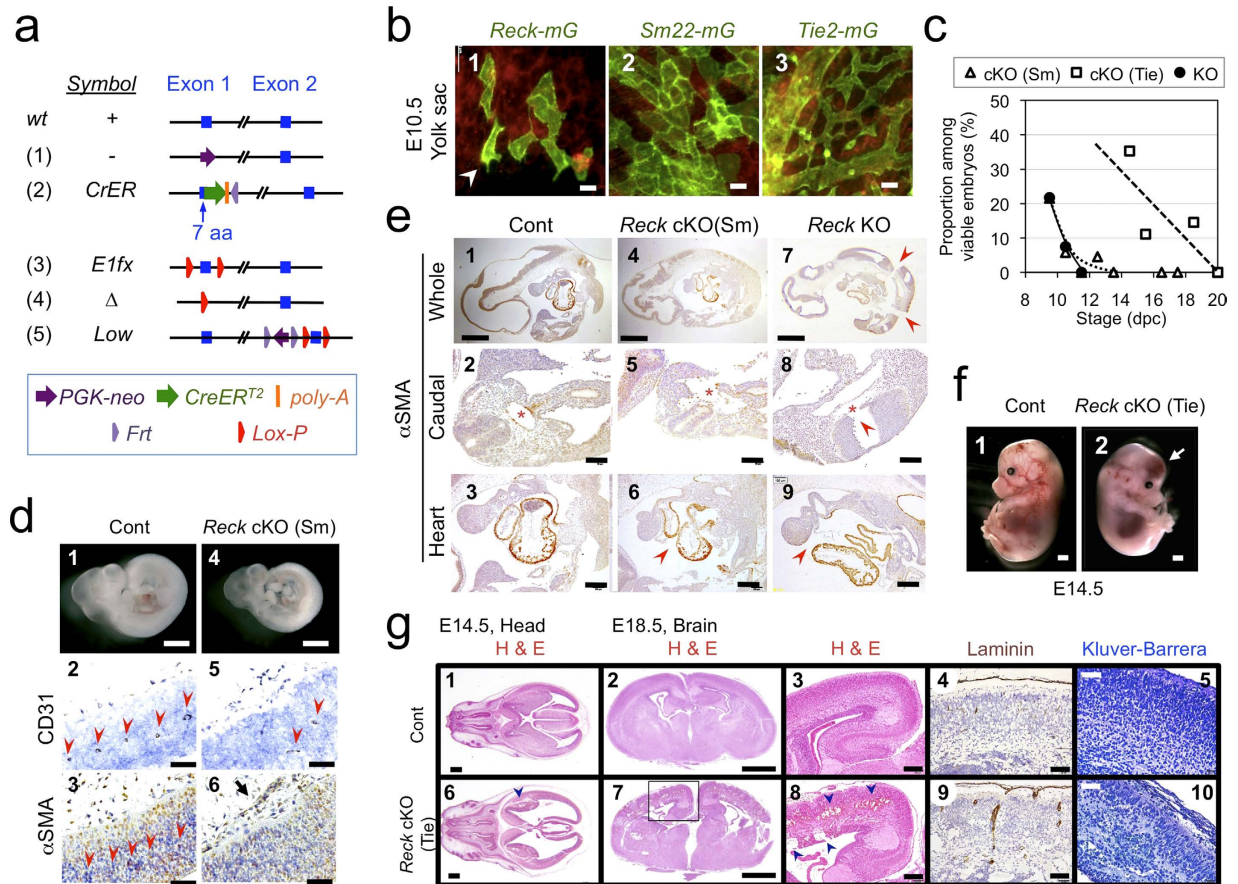 a
Symbol Exon 1 Exon 2
wt +
(1) -
(2) CrER
7 aa
(3) E1fx
(4) Δ
(5) Low
PGK-neo CreERT2 poly-A
Frt Lox-P
b
Reck-mG Sm22-mG Tie2-mG
E10.5
Yolk sac
1 2 3
c
cKO (Sm) cKO (Tie) KO
Proportion among
viable embryos (%)
50
40
30
20
10
0
8 10 12 14 16 18 20
Stage (dpc)
d
Cont Reck cKO (Sm)
1 4
CD31
2 5
αSMA
3 6
e
Cont Reck cKO(Sm) Reck KO
αSMA
Whole
1 4 7
Caudal
2 5 8
* * *
Heart
3 6 9
f
Cont Reck cKO (Tie)
1 2
E14.5
g
E14.5, Head E18.5, Brain
H & E H & E H & E Laminin Kluver-Barrera
Cont
1 2 3 4 5
Reck cKO
(Tie)
6 7 8 9 10